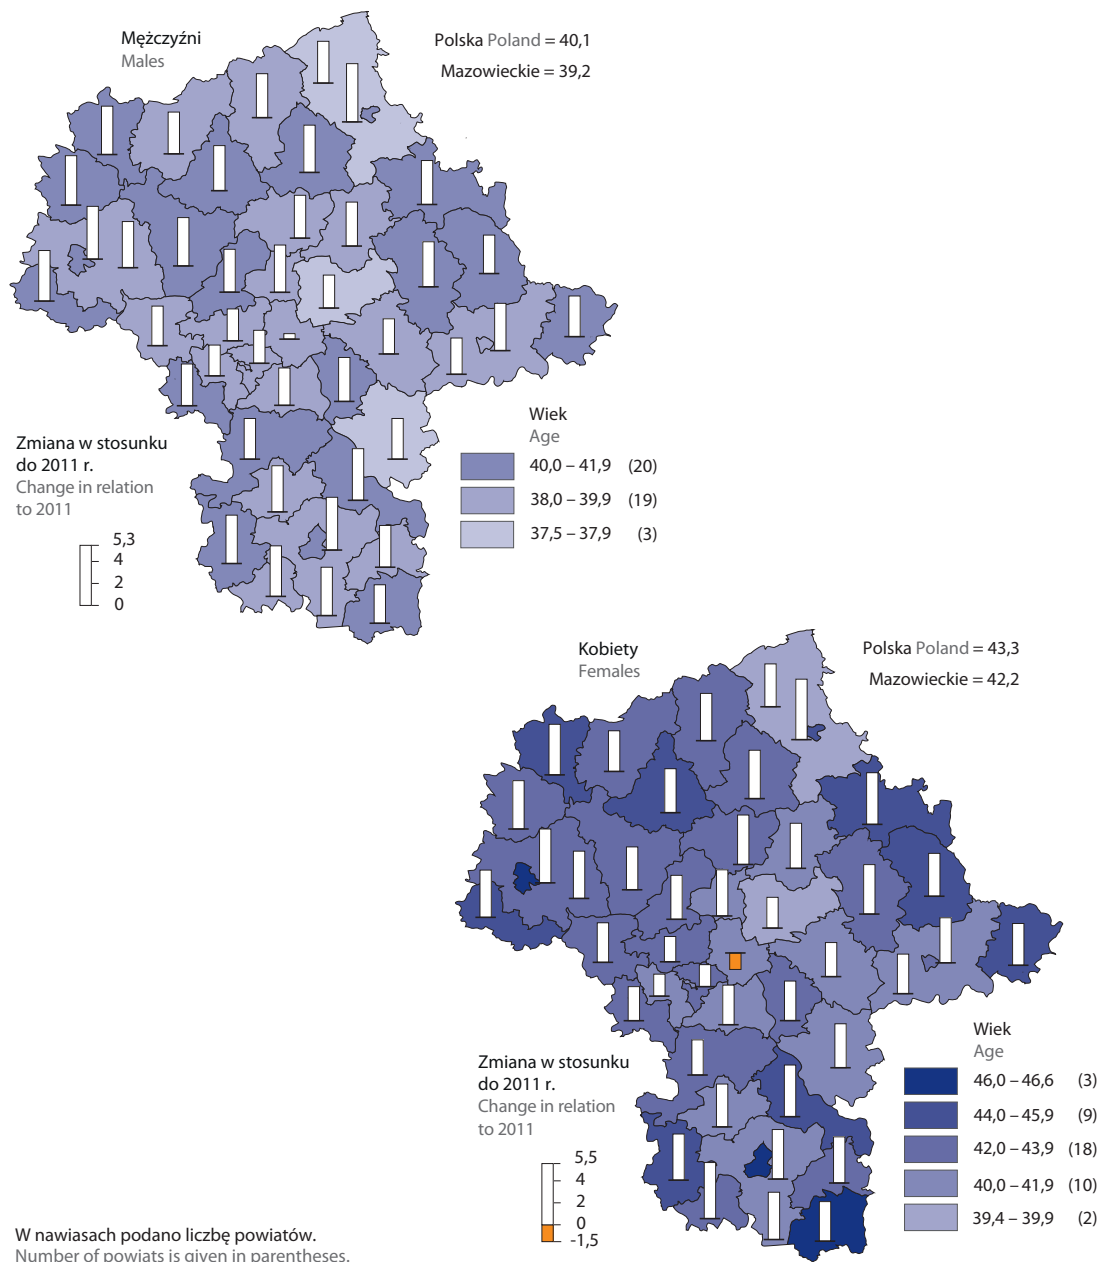 Mężczyźni
Males
Polska Poland = 40,1
Mazowieckie = 39,2
Zmiana w stosunku
do 2011 r.
Change in relation
to 2011
5,3
4
2
0
Wiek
Age
40,0 – 41,9 (20)
38,0 – 39,9 (19)
37,5 – 37,9 (3)
Kobiety
Females
Polska Poland = 43,3
Mazowieckie = 42,2
Zmiana w stosunku
do 2011 r.
Change in relation
to 2011
5,5
4
2
0
-1,5
Wiek
Age
46,0 – 46,6 (3)
44,0 – 45,9 (9)
42,0 – 43,9 (18)
40,0 – 41,9 (10)
39,4 – 39,9 (2)
W nawiasach podano liczbę powiatów.
Number of powiats is given in parentheses.